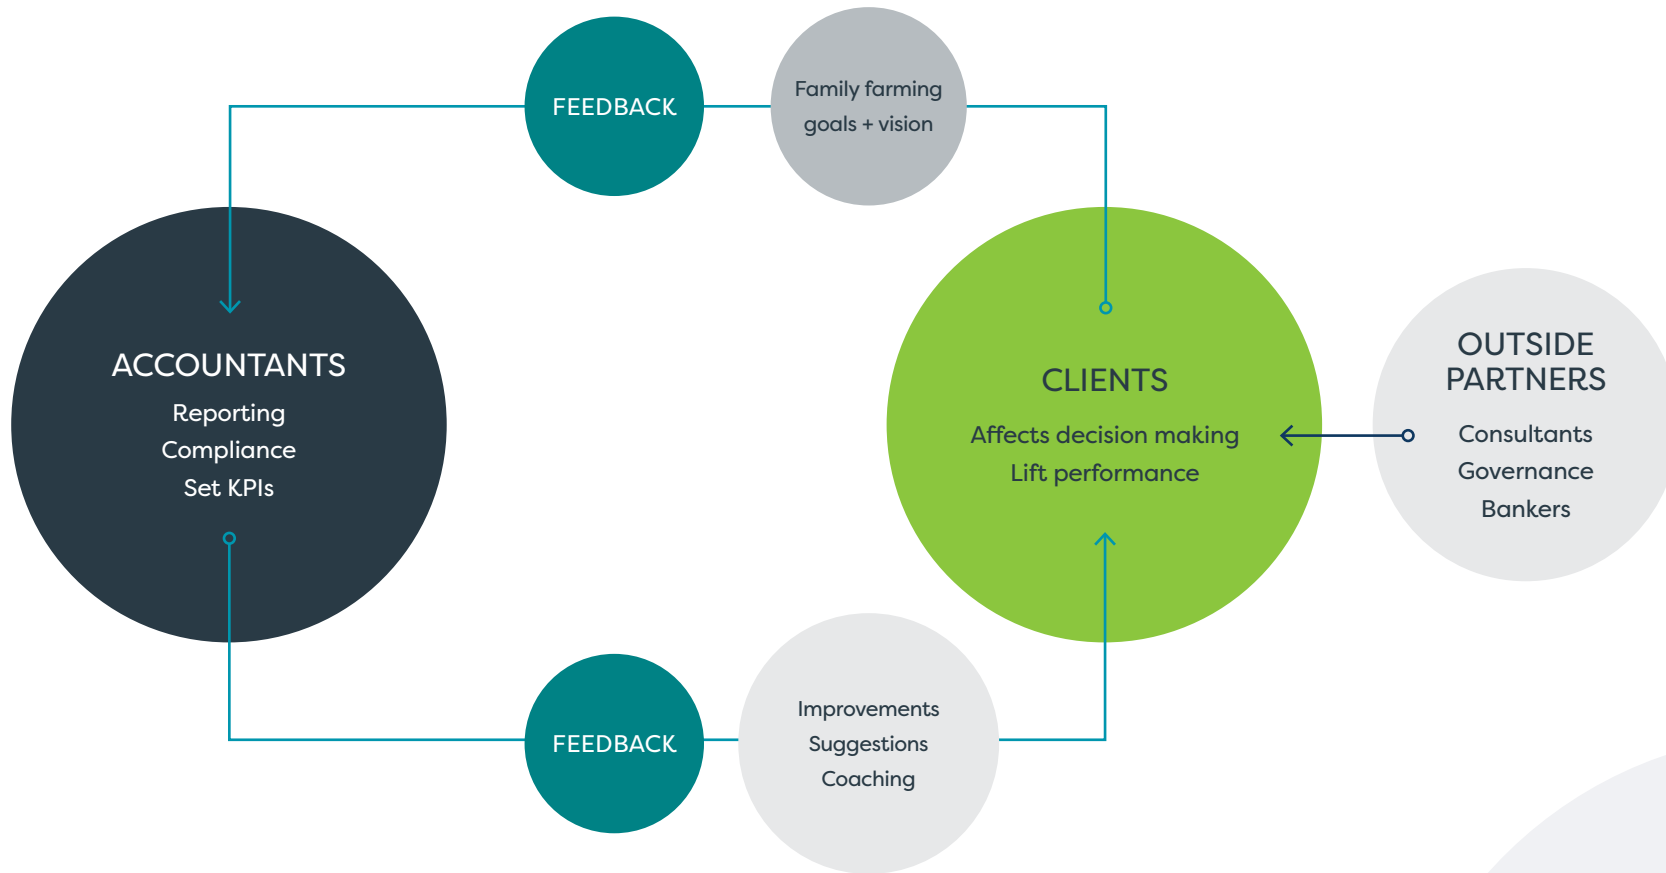 FEEDBACK
Family farming
goals + vision
ACCOUNTANTS
Reporting
Compliance
Set KPIs
CLIENTS
Affects decision making
Lift performance
OUTSIDE
PARTNERS
Consultants
Governance
Bankers
FEEDBACK
Improvements
Suggestions
Coaching